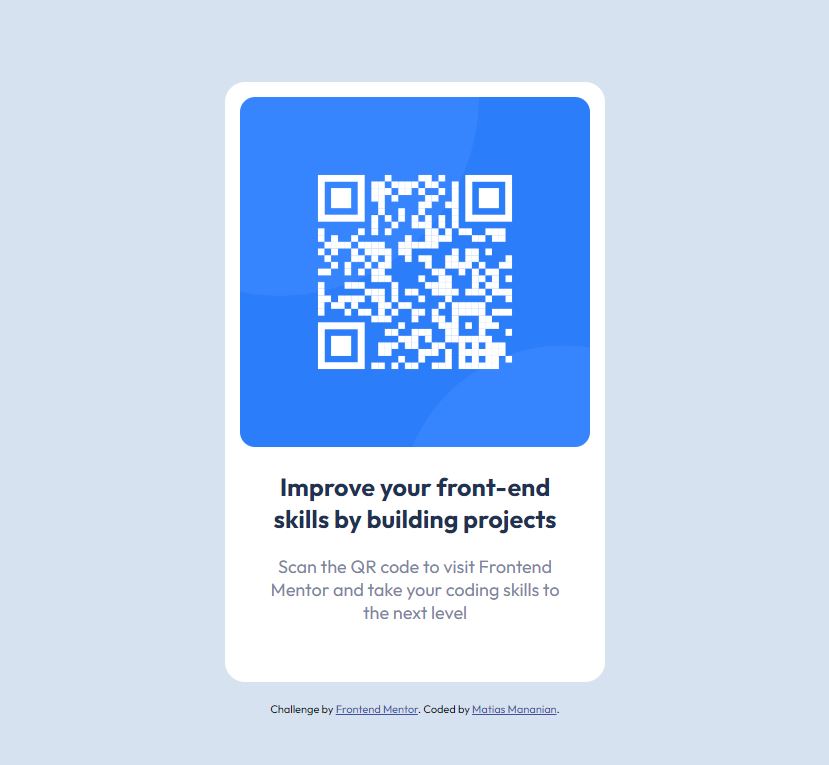 Improve your front-end
skills by building projects
Scan the QR code to visit Frontend
Mentor and take your coding skills to
the next level
Challenge by Frontend Mentor. Coded by Matias Mananian.